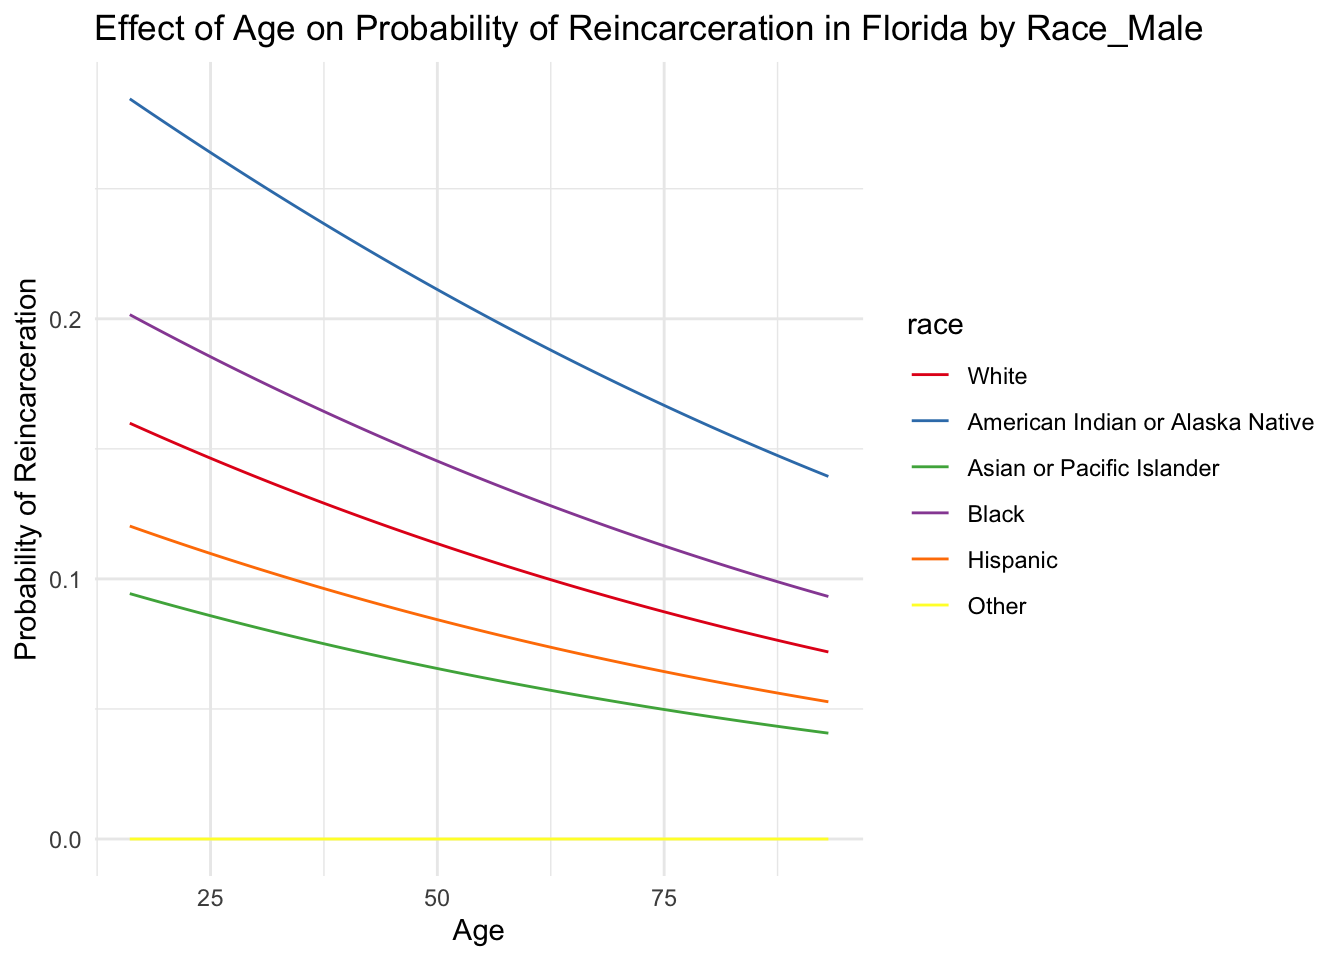 Effect of Age on Probability of Reincarceration in Florida by Race_Male
Probability of Reincarceration
0.2
0.1
0.0
25
50
75
Age
race
White
American Indian or Alaska Native
Asian or Pacific Islander
Black
Hispanic
Other